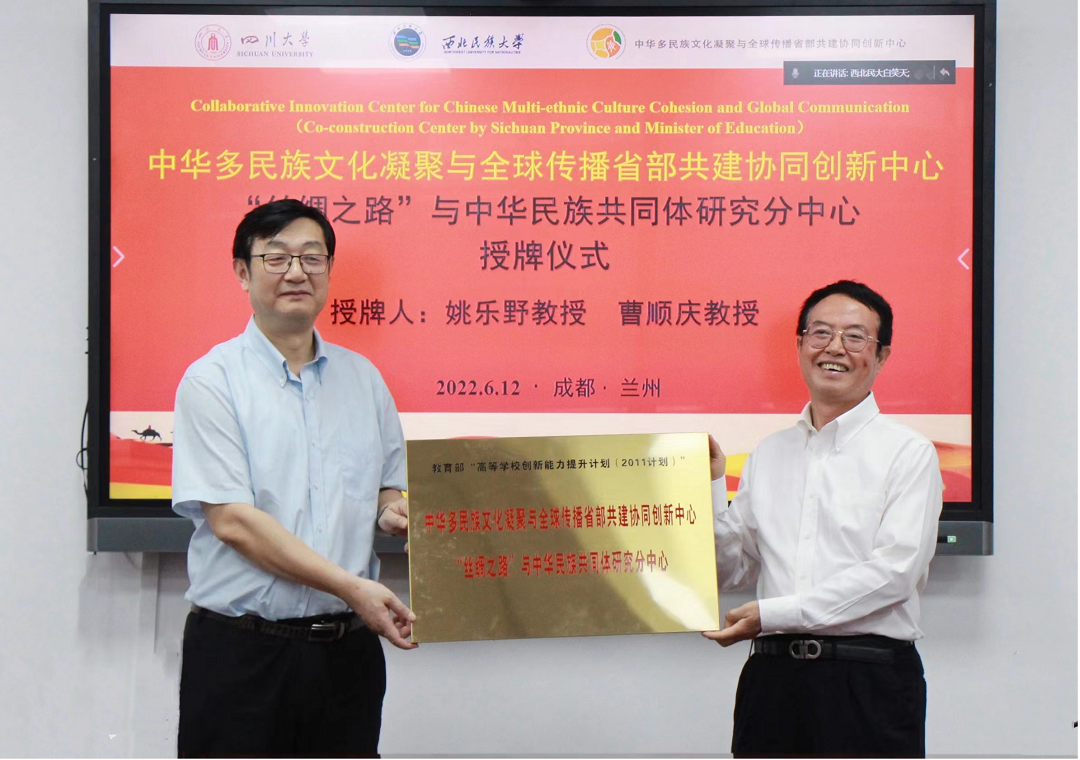 四川大学
SICHUAN UNIVERSITY
西北民族大学
NORTHWEST UNIVERSITY FOR NATIONALITIES
中华多民族文化凝聚与全球传播省部共建协同创新中心
正在讲话: 西北民大白笑天;
Collaborative Innovation Center for Chinese Multi-ethnic Culture Cohesion and Global Communication
（Co-construction Center by Sichuan Province and Minister of Education）
中华多民族文化凝聚与全球传播省部共建协同创新中心
“丝绸之路”与中华民族共同体研究分中心
授牌仪式
授牌人：姚乐野教授 曹顺庆教授
2022.6.12 · 成都 · 兰州
教育部“高等学校创新能力提升计划（2011计划）”
中华多民族文化凝聚与全球传播省部共建协同创新中心
“丝绸之路”与中华民族共同体研究分中心